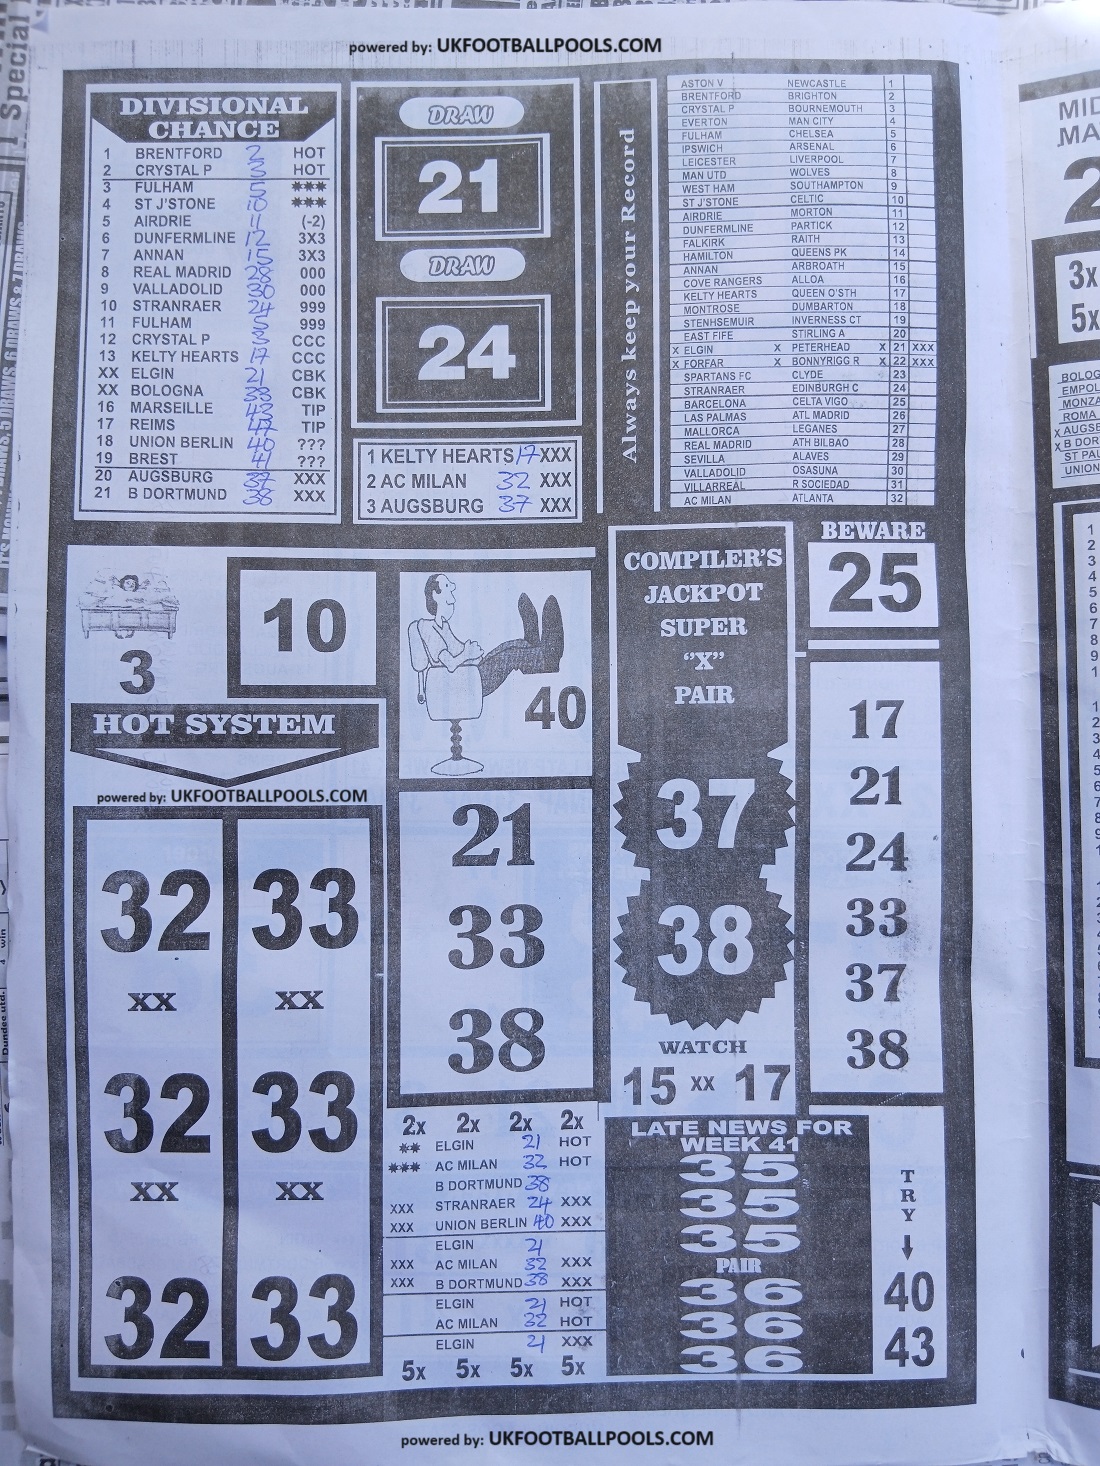 powered by: UKFOOTBALLPOOLS.COM
Special
DIVISIONAL
CHANCE
1 BRENTFORD 2 HOT
2 CRYSTAL P 3 HOT
3 FULHAM 5 ***
4 ST J'STONE 10 ***
5 AIRDRIE 11 (-2)
6 DUNFERMLINE 12 3X3
7 ANNAN 15 3X3
8 REAL MADRID 28 000
9 VALLADOLID 30 000
10 STRANRAER 24 999
11 FULHAM 5 999
12 CRYSTAL P 3 CCC
13 KELTY HEARTS 17 CCC
XX ELGIN 21 CBK
XX BOLOGNA 38 CBK
16 MARSEILLE 43 TIP
17 REIMS 47 TIP
18 UNION BERLIN 40 ???
19 BREST 41 ???
20 AUGSBURG 37 XXX
21 B DORTMUND 38 XXX
DRAW
21
DRAW
24
1 KELTY HEARTS 17 XXX
2 AC MILAN 32 XXX
3 AUGSBURG 37 XXX
Always keep your Record
ASTON V NEWCASTLE 1
BRENTFORD BRIGHTON 2
CRYSTAL P BOURNEMOUTH 3
EVERTON MAN CITY 4
FULHAM CHELSEA 5
IPSWICH ARSENAL 6
LEICESTER LIVERPOOL 7
MAN UTD WOLVES 8
WEST HAM SOUTHAMPTON 9
ST J'STONE CELTIC 10
AIRDRIE MORTON 11
DUNFERMLINE PARTICK 12
FALKIRK RAITH 13
HAMILTON QUEENS PK 14
ANNAN ARBROATH 15
COVE RANGERS ALLOA 16
KELTY HEARTS QUEEN O'STH 17
MONTROSE DUMBARTON 18
STENHSEMUIR INVERNESS CT 19
EAST FIFE STIRLING A 20
X ELGIN X PETERHEAD X 21 XXX
X FORFAR X BONNYRIGG R X 22 XXX
SPARTANS FC CLYDE 23
STRANRAER EDINBURGH C 24
BARCELONA CELTA VIGO 25
LAS PALMAS ATL MADRID 26
MALLORCA LEGANES 27
REAL MADRID ATH BILBAO 28
SEVILLA ALAVES 29
VALLADOLID OSASUNA 30
VILLARREAL R SOCIEDAD 31
AC MILAN ATLANTA 32
3
10
40
HOT SYSTEM
powered by: UKFOOTBALLPOOLS.COM
32 33
XX XX
32 33
XX XX
32 33
21
33
38
COMPILER'S
JACKPOT
SUPER
"X"
PAIR
37
38
WATCH
15 XX 17
BEWARE
25
17
21
24
33
37
38
2x 2x 2x 2x
** ELGIN 21 HOT
*** AC MILAN 32 HOT
B DORTMUND 38
XXX STRANRAER 24 XXX
XXX UNION BERLIN 40 XXX
ELGIN 21
XXX AC MILAN 32 XXX
XXX B DORTMUND 38 XXX
ELGIN 21 HOT
AC MILAN 32 HOT
ELGIN 21 XXX
5x 5x 5x 5x
LATE NEWS FOR
WEEK 41
35
35
35
PAIR
36
36
36
TRY
40
43
powered by: UKFOOTBALLPOOLS.COM